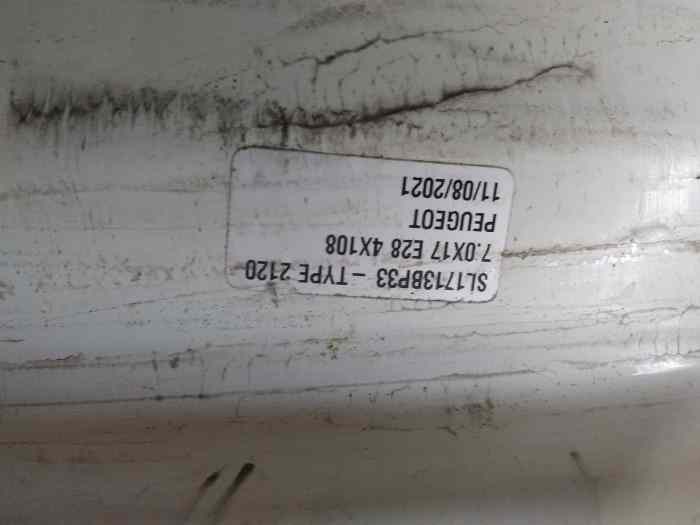 SL1713BP33 – TYPE 2120
7.0X17 E28 4X108
PEUGEOT
11/08/2021